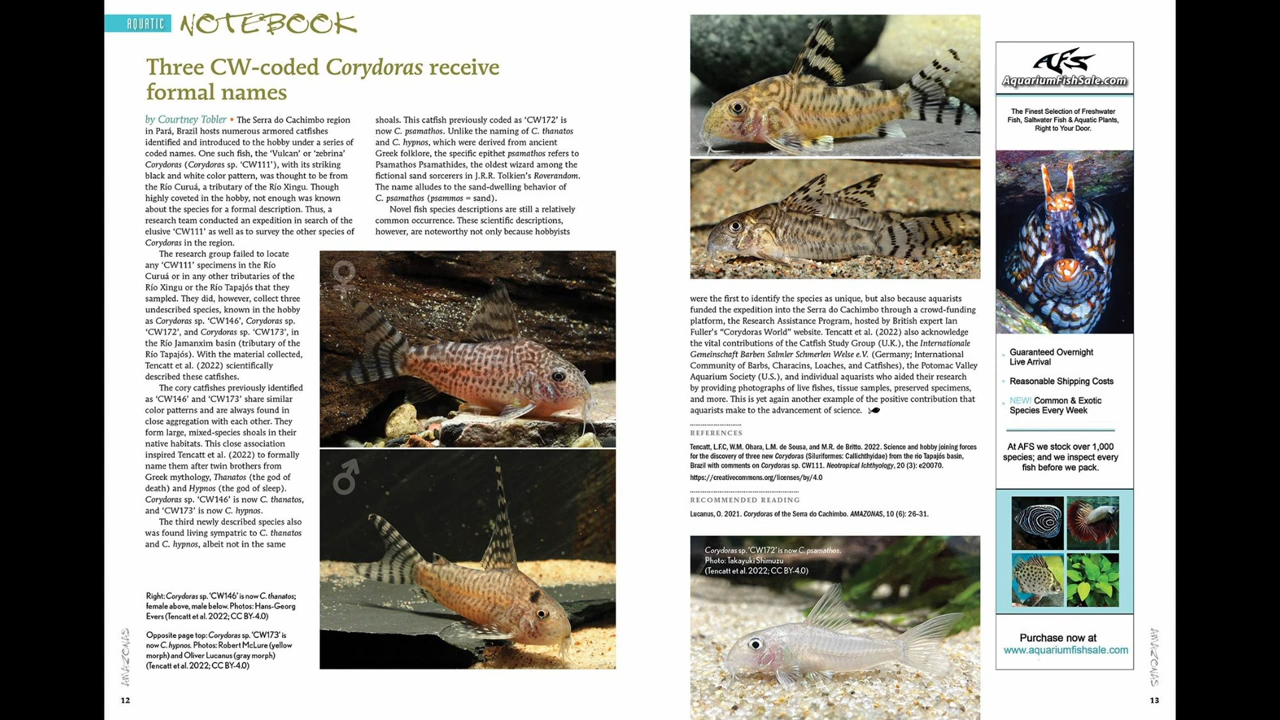 AQUATIC NOTEBOOK
Three CW-coded Corydoras receive
formal names
by Courtney Tobler • The Serra do Cachimbo region
in Pará, Brazil hosts numerous armored catfishes
identified and introduced to the hobby under a series of
coded names. One such fish, the ‘Vulcan’ or ‘zebrina’
Corydoras (Corydoras sp. ‘CW111’), with its striking
black and white color pattern, was thought to be from
the Río Curuá, a tributary of the Río Xingu. Though
highly coveted in the hobby, not enough was known
about the species for a formal description. Thus, a
research team conducted an expedition in search of the
elusive ‘CW111’ as well as to survey the other species of
Corydoras in the region.
The research group failed to locate
any ‘CW111’ specimens in the Río
Curuá or in any other tributaries of the
Río Xingu or the Río Tapajós that they
sampled. They did, however, collect three
undescribed species, known in the hobby
as Corydoras sp. ‘CW146’, Corydoras sp.
‘CW172’, and Corydoras sp. ‘CW173’, in
the Río Jamanxim basin (tributary of the
Río Tapajós). With the material collected,
Tencatt et al. (2022) scientifically
described these catfishes.
The cory catfishes previously identified
as ‘CW146’ and ‘CW173’ share similar
color patterns and are always found in
close aggregation with each other. They
form large, mixed-species shoals in their
native habitats. This close association
inspired Tencatt et al. (2022) to formally
name them after twin brothers from
Greek mythology, Thanatos (the god of
death) and Hypnos (the god of sleep).
Corydoras sp. ‘CW146’ is now C. thanatos,
and ‘CW173’ is now C. hypnos.
The third newly described species also
was found living sympatric to C. thanatos
and C. hypnos, albeit not in the same
shoals. This catfish previously coded as ‘CW172’ is
now C. psamathos. Unlike the naming of C. thanatos
and C. hypnos, which were derived from ancient
Greek folklore, the specific epithet psamathos refers to
Psamathos Psamathides, the oldest wizard among the
fictional sand sorcerers in J.R.R. Tolkien’s Roverandom.
The name alludes to the sand-dwelling behavior of
C. psamathos (psammos = sand).
Novel fish species descriptions are still a relatively
common occurrence. These scientific descriptions,
however, are noteworthy not only because hobbyists
Right: Corydoras sp. ‘CW146’ is now C. thanatos;
female above, male below. Photos: Hans-Georg
Evers (Tencatt et al. 2022; CC BY-4.0)
Opposite page top: Corydoras sp. ‘CW173’ is
now C. hypnos. Photos: Robert McLure (yellow
morph) and Oliver Lucanus (gray morph)
(Tencatt et al. 2022; CC BY-4.0)
AMAZONAS
12
were the first to identify the species as unique, but also because aquarists
funded the expedition into the Serra do Cachimbo through a crowd-funding
platform, the Research Assistance Program, hosted by British expert Ian
Fuller’s “Corydoras World” website. Tencatt et al. (2022) also acknowledge
the vital contributions of the Catfish Study Group (U.K.), the Internationale
Gemeinschaft Barben Salmler Schmerlen Welse e.V. (Germany; International
Community of Barbs, Characins, Loaches, and Catfishes), the Potomac Valley
Aquarium Society (U.S.), and individual aquarists who aided their research
by providing photographs of live fishes, tissue samples, preserved specimens,
and more. This is yet again another example of the positive contribution that
aquarists make to the advancement of science.
REFERENCES
Tencatt, L.F.C, W.M. Ohara, L.M. de Sousa, and M.R. de Britto. 2022. Science and hobby joining forces
for the discovery of three new Corydoras (Siluriformes: Callichthyidae) from the rio Tapajós basin,
Brazil with comments on Corydoras sp. CW111. Neotropical Ichthyology, 20 (3): e20070.
https://creativecommons.org/licenses/by/4.0
RECOMMENDED READING
Lucanus, O. 2021. Corydoras of the Serra do Cachimbo. AMAZONAS, 10 (6): 26–31.
Corydoras sp. ‘CW172’ is now C. psamathos.
Photo: Takayuki Shimuzu
(Tencatt et al. 2022; CC BY-4.0)
AFS
AquariumFishSale.com
The Finest Selection of Freshwater
Fish, Saltwater Fish & Aquatic Plants,
Right to Your Door.
Guaranteed Overnight
Live Arrival
Reasonable Shipping Costs
NEW! Common & Exotic
Species Every Week
At AFS we stock over 1,000
species; and we inspect every
fish before we pack.
Purchase now at
www.aquariumfishsale.com
AMAZONAS
13